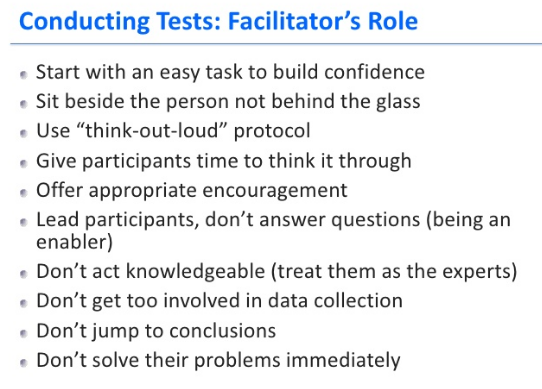 Conducting Tests: Facilitator's Role
Start with an easy task to build confidence
Sit beside the person not behind the glass
Use “think-out-loud” protocol
Give participants time to think it through
Offer appropriate encouragement
Lead participants, don't answer questions (being an
enabler)
Don't act knowledgeable (treat them as the experts)
Don't get too involved in data collection
Don't jump to conclusions
Don't solve their problems immediately